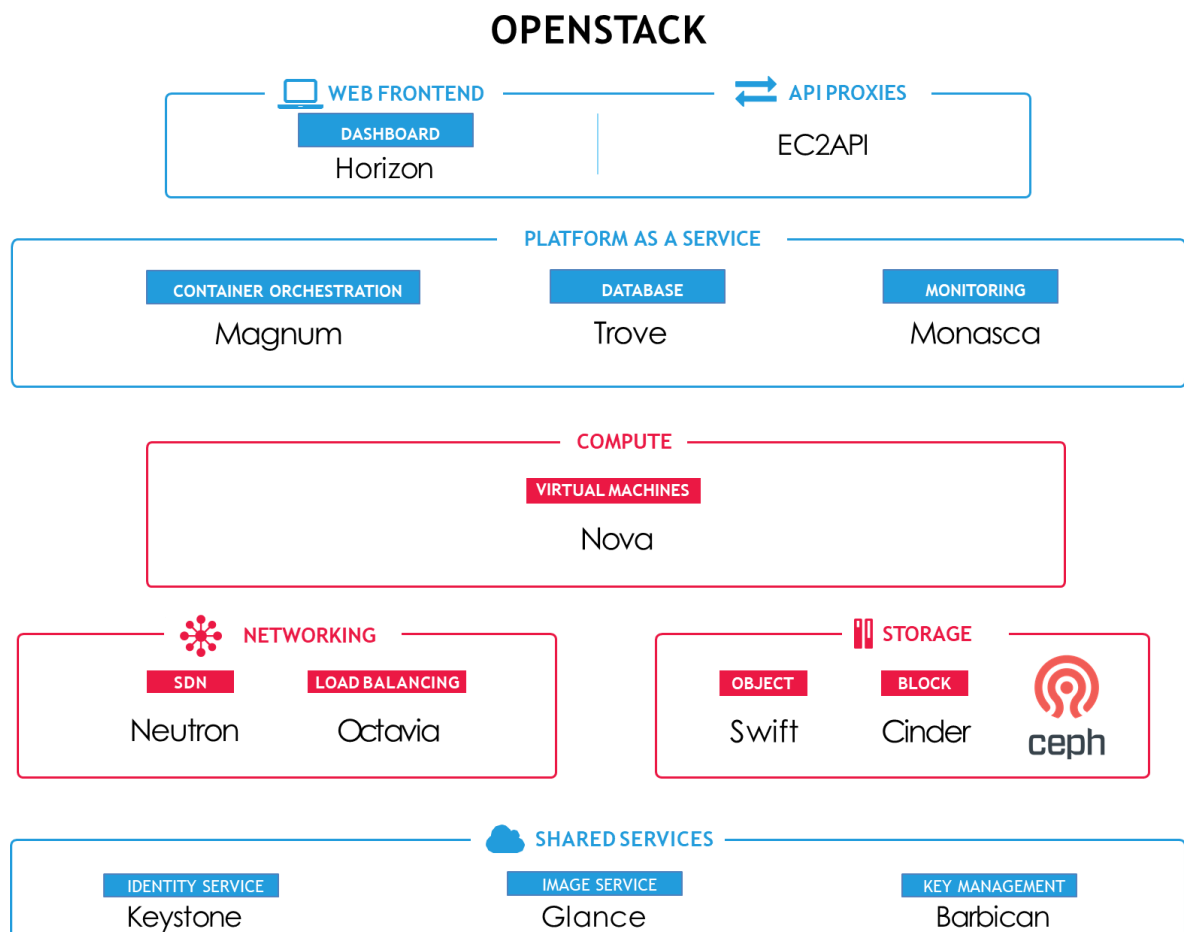 OPENSTACK
WEB FRONTEND
API PROXIES
DASHBOARD
Horizon
EC2API
PLATFORM AS A SERVICE
CONTAINER ORCHESTRATION
DATABASE
MONITORING
Magnum
Trove
Monasca
COMPUTE
VIRTUAL MACHINES
Nova
NETWORKING
SDN
LOAD BALANCING
Neutron
Octavia
STORAGE
OBJECT
BLOCK
Swift
Cinder
ceph
SHARED SERVICES
IDENTITY SERVICE
IMAGE SERVICE
KEY MANAGEMENT
Keystone
Glance
Barbican